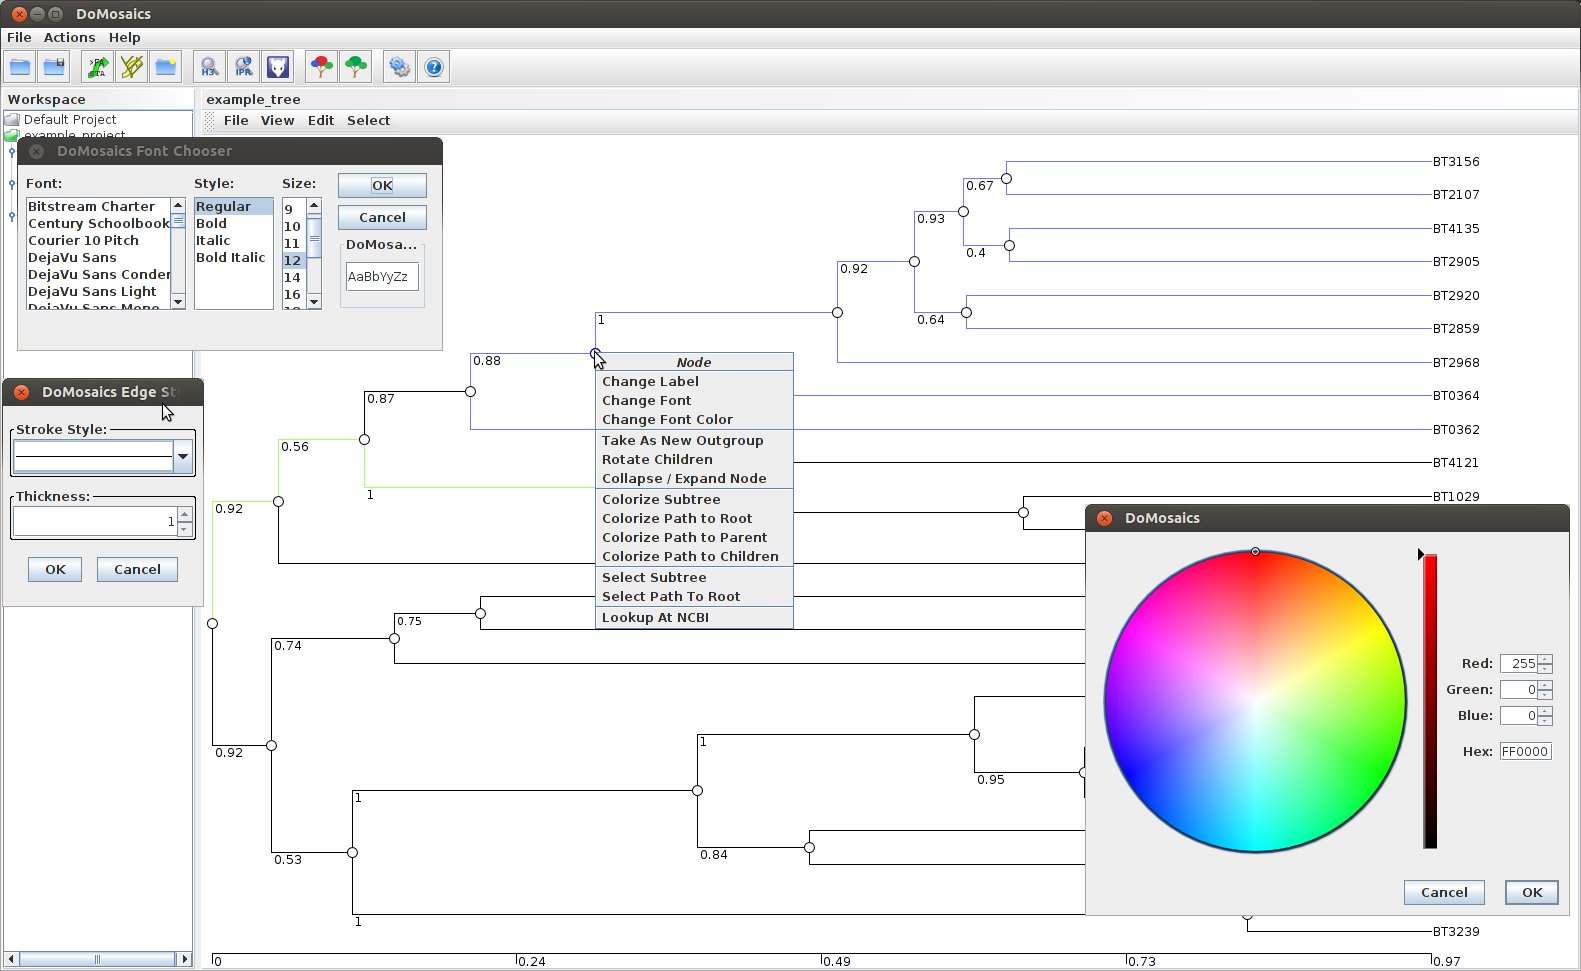 DoMosaics
File Actions Help
Workspace
example_tree
Default Project
example_project
File View Edit Select
DoMosaics Font Chooser
Font:
Style:
Size:
Bitstream Charter
Century Schoolbook
Courier 10 Pitch
DejaVu Sans
DejaVu Sans Conder
DejaVu Sans Light
DejaVu Sans Mono
Regular
Bold
Italic
Bold Italic
9
10
11
12
14
16
OK
Cancel
DoMosa...
AaBbYyZz
DoMosaics Edge St
Stroke Style:
Thickness:
1
OK
Cancel
BT3156
0.67
BT2107
0.93
BT4135
0.4
BT2905
0.92
BT2920
0.64
BT2859
1
BT2968
0.88
BT0364
0.87
BT0362
0.56
BT4121
1
BT1029
0.92
Node
Change Label
Change Font
Change Font Color
Take As New Outgroup
Rotate Children
Collapse / Expand Node
Colorize Subtree
Colorize Path to Root
Colorize Path to Parent
Colorize Path to Children
Select Subtree
Select Path To Root
Lookup At NCBI
0.75
0.74
0.92
1
0.95
1
0.84
0.53
1
DoMosaics
Red: 255
Green: 0
Blue: 0
Hex: FF0000
Cancel
OK
BT3239
0 0.24 0.49 0.73 0.97